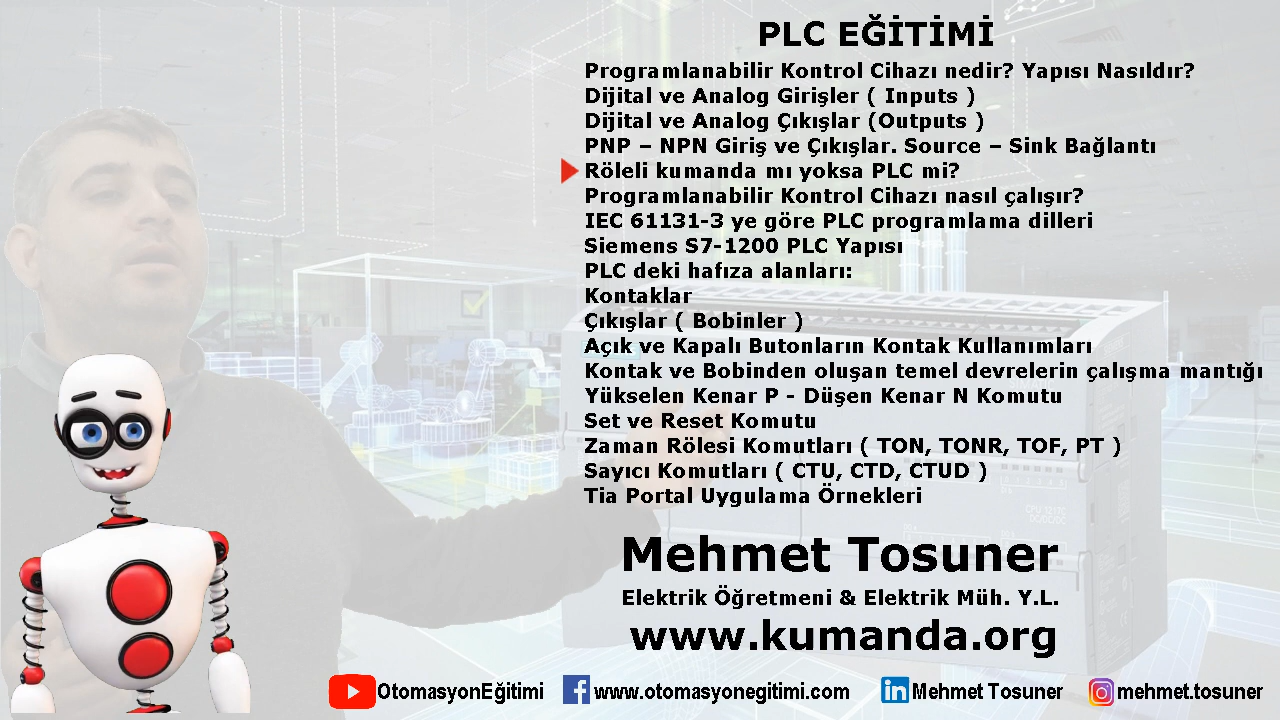 PLC EĞİTİMİ
Programlanabilir Kontrol Cihazı nedir? Yapısı Nasıldır?
Dijital ve Analog Girişler ( Inputs )
Dijital ve Analog Çıkışlar (Outputs )
PNP – NPN Giriş ve Çıkışlar. Source – Sink Bağlantı
Röleli kumanda mı yoksa PLC mi?
Programlanabilir Kontrol Cihazı nasıl çalışır?
IEC 61131-3 ye göre PLC programlama dilleri
Siemens S7-1200 PLC Yapısı
PLC deki hafıza alanları:
Kontaklar
Çıkışlar ( Bobinler )
Açık ve Kapalı Butonların Kontak Kullanımları
Kontak ve Bobinden oluşan temel devrelerin çalışma mantığı
Yükselen Kenar P - Düşen Kenar N Komutu
Set ve Reset Komutu
Zaman Rölesi Komutları ( TON, TONR, TOF, PT )
Sayıcı Komutları ( CTU, CTD, CTUD )
Tia Portal Uygulama Örnekleri
Mehmet Tosuner
Elektrik Öğretmeni & Elektrik Müh. Y.L.
www.kumanda.org
OtomasyonEğitimi www.otomasyonegitimi.com Mehmet Tosuner mehmet.tosuner